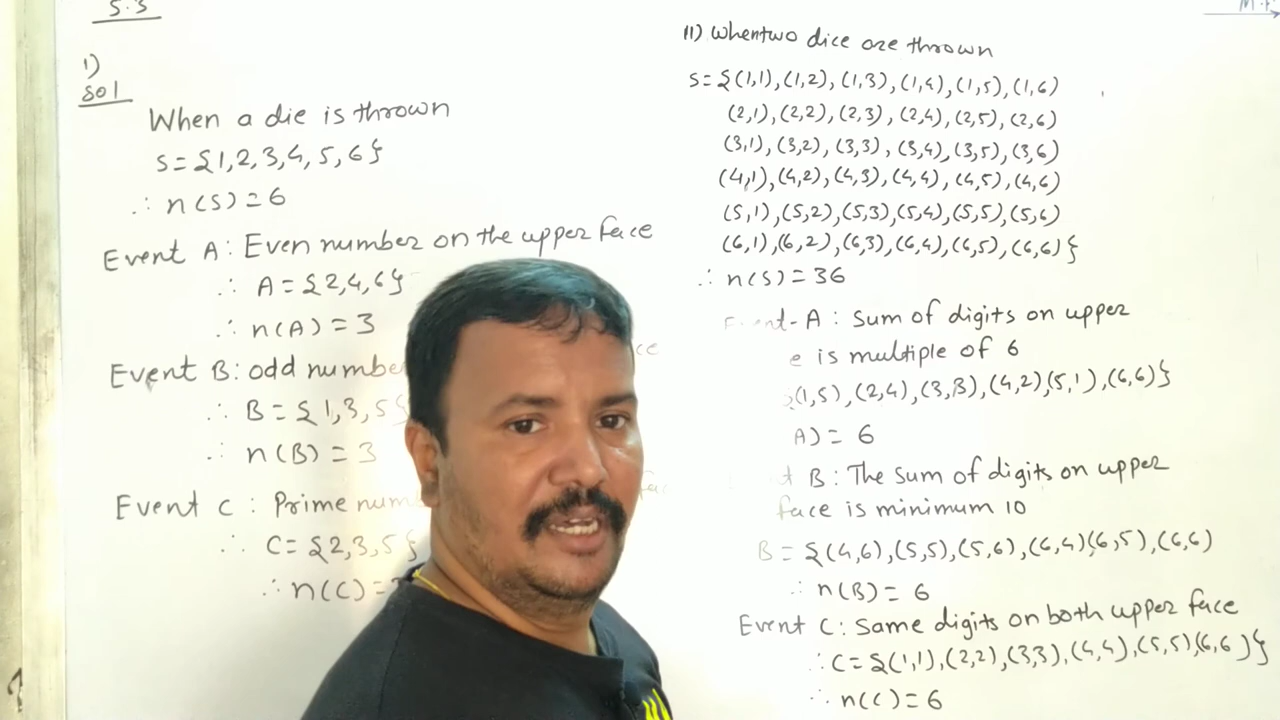 5.3
1)
sol
When a die is thrown
S={1,2,3,4,5,6}
∴ n(S)=6
Event A: Even number on the upper face
∴ A={2,4,6}
∴ n(A)=3
Event B: odd number
∴ B={1,3,5}
∴ n(B)=3
Event C: Prime
∴ C={2,3,5}
∴ n(C)=
II) When two dice are thrown
S={(1,1),(1,2),(1,3),(1,4),(1,5),(1,6)
(2,1),(2,2),(2,3),(2,4),(2,5),(2,6)
(3,1),(3,2),(3,3),(3,4),(3,5),(3,6)
(4,1),(4,2),(4,3),(4,4),(4,5),(4,6)
(5,1),(5,2),(5,3),(5,4),(5,5),(5,6)
(6,1),(6,2),(6,3),(6,4),(6,5),(6,6)}
∴ n(S)=36
A: Sum of digits on upper
is multiple of 6
(1,5),(2,4),(3,3),(4,2),(5,1),(6,6)}
A)=6
B: The sum of digits on upper
face is minimum 10
B={(4,6),(5,5),(5,6),(6,4)(6,5),(6,6)
∴ n(B)=6
Event C: Same digits on both upper face
∴ C={(1,1),(2,2),(3,3),(4,4),(5,5)(6,6)}
∴ n(C)=6